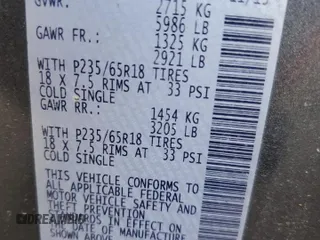 GVWR: 2715 KG
5986 LB
GAWR FR.: 1325 KG
2921 LB
WITH P235/65R18 TIRES
18 X 7.5 RIMS AT 33 PSI
COLD SINGLE
GAWR RR.: 1454 KG
3205 LB
WITH P235/65R18 TIRES
18 X 7.5 RIMS AT 33 PSI
COLD SINGLE
THIS VEHICLE CONFORMS TO
ALL APPLICABLE FEDERAL
MOTOR VEHICLE SAFETY AND
THEFT PREVENTION
STANDARDS IN EFFECT ON
DATE OF MANUFACTURE
SHOWN ABOVE